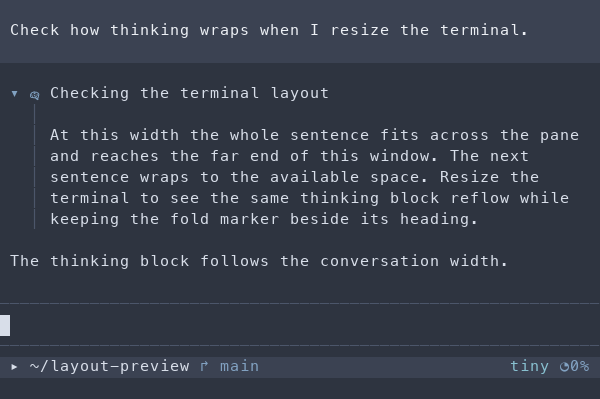 Check how thinking wraps when I resize the terminal.
▾ Checking the terminal layout
At this width the whole sentence fits across the pane
and reaches the far end of this window. The next
sentence wraps to the available space. Resize the
terminal to see the same thinking block reflow while
keeping the fold marker beside its heading.
The thinking block follows the conversation width.
▸ ~/layout-preview ↱ main tiny ◔0%